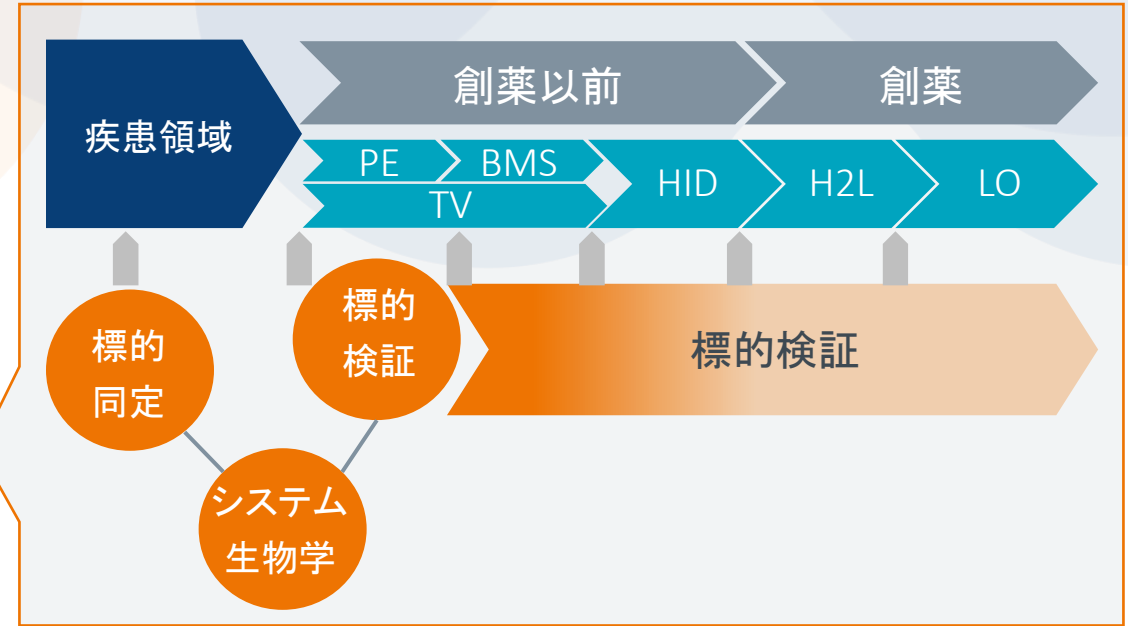 疾患領域
創薬以前
創薬
PE
BMS
TV
HID
H2L
LO
標的
同定
標的
検証
標的検証
システム
生物学